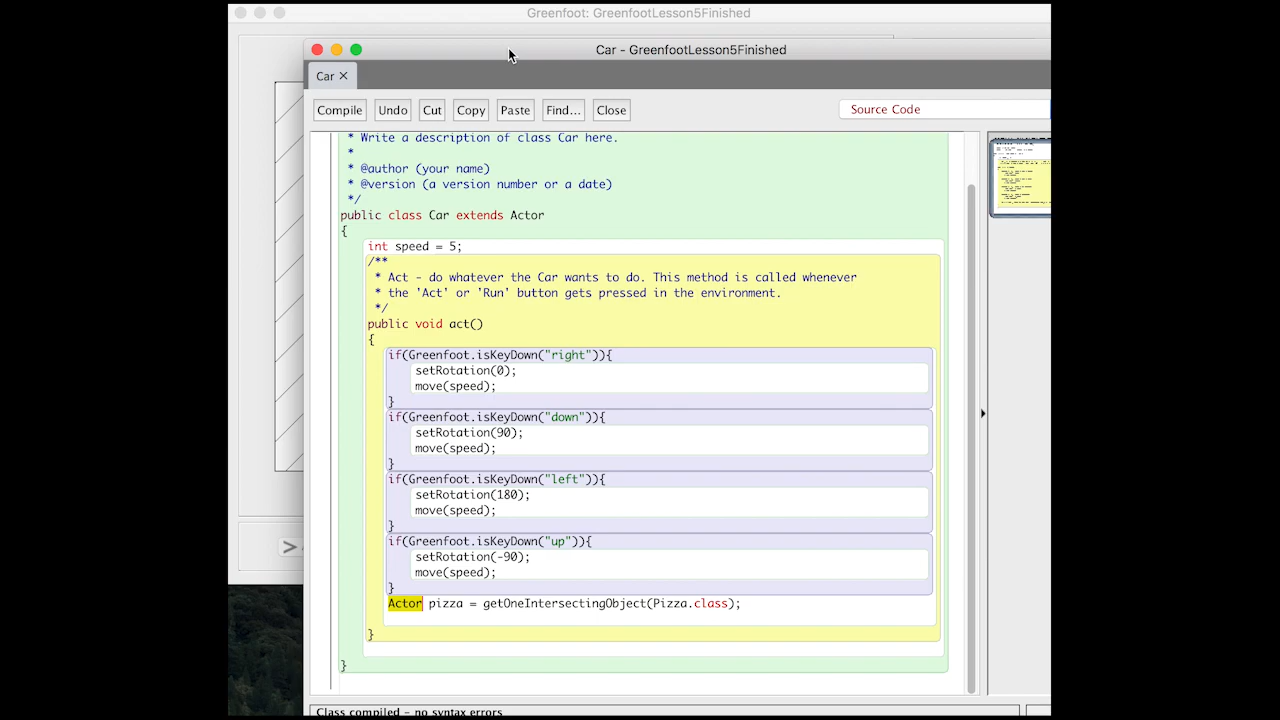 Greenfoot: GreenfootLesson5Finished
Car - GreenfootLesson5Finished
Car ✕
Compile Undo Cut Copy Paste Find... Close Source Code
* Write a description of class Car here.
*
* @author (your name)
* @version (a version number or a date)
*/
public class Car extends Actor
{
int speed = 5;
/**
* Act - do whatever the Car wants to do. This method is called whenever
* the 'Act' or 'Run' button gets pressed in the environment.
*/
public void act()
{
if(Greenfoot.isKeyDown("right")){
setRotation(0);
move(speed);
}
if(Greenfoot.isKeyDown("down")){
setRotation(90);
move(speed);
}
if(Greenfoot.isKeyDown("left")){
setRotation(180);
move(speed);
}
if(Greenfoot.isKeyDown("up")){
setRotation(-90);
move(speed);
}
Actor pizza = getOneIntersectingObject(Pizza.class);
}
}
Class compiled - no syntax errors